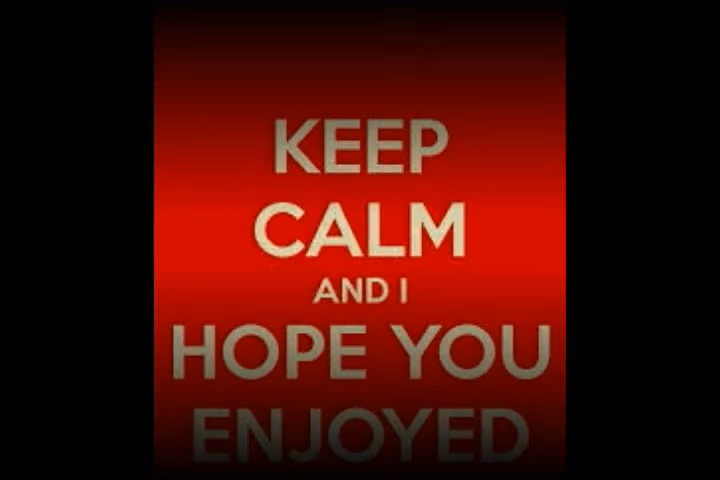 KEEP
CALM
AND I
HOPE YOU
ENJOYED